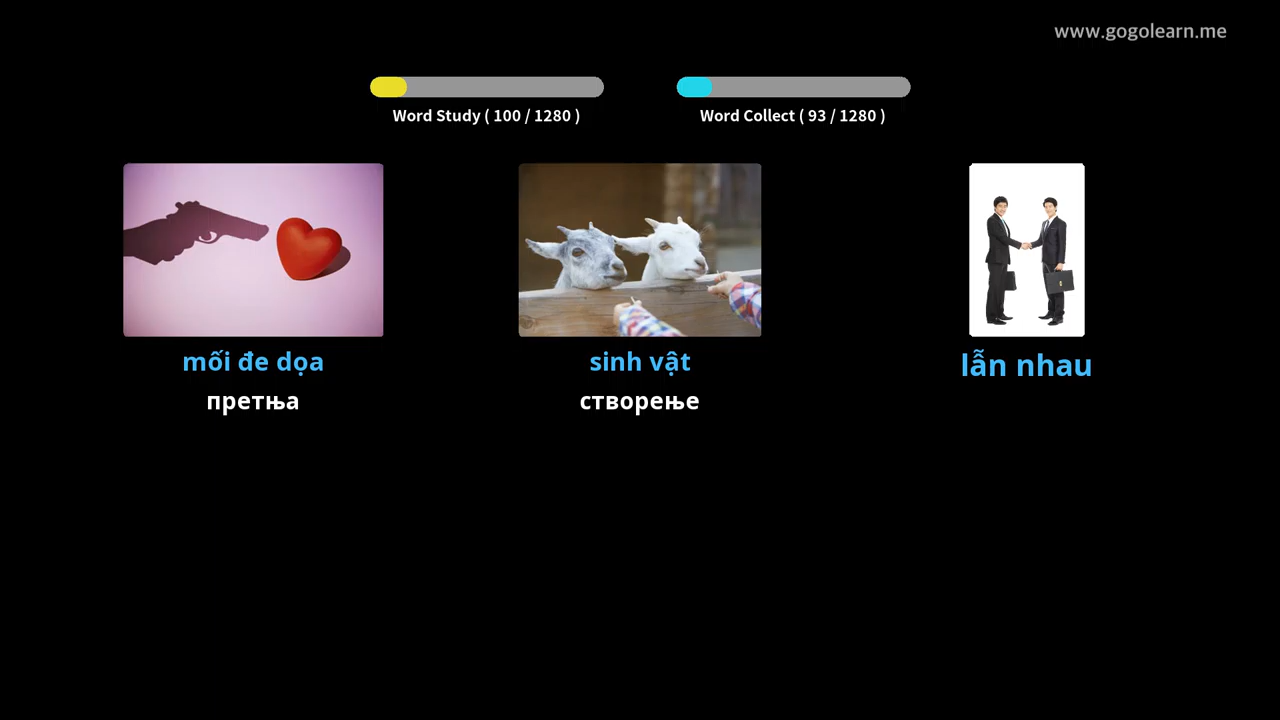 www.gogolearn.me
Word Study ( 100 / 1280 )
Word Collect ( 93 / 1280 )
mối đe dọa
претња
sinh vật
створење
lẫn nhau